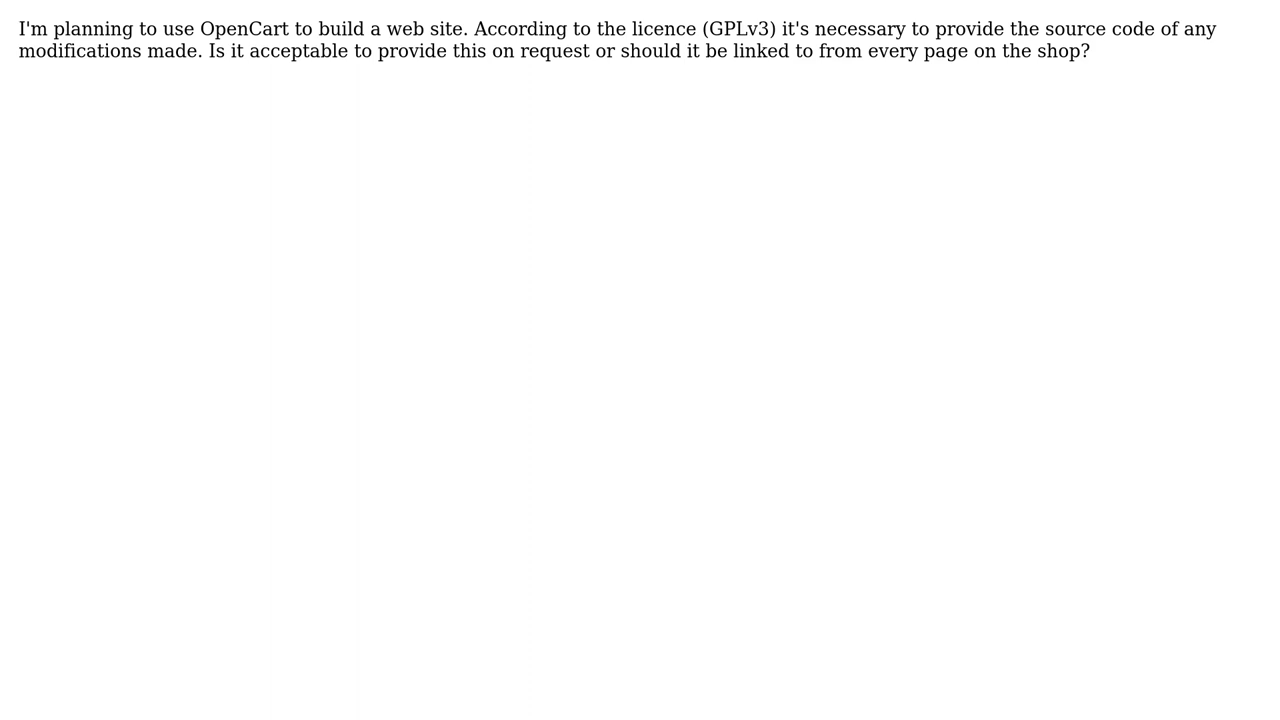 I'm planning to use OpenCart to build a web site. According to the licence (GPLv3) it's necessary to provide the source code of any
modifications made. Is it acceptable to provide this on request or should it be linked to from every page on the shop?